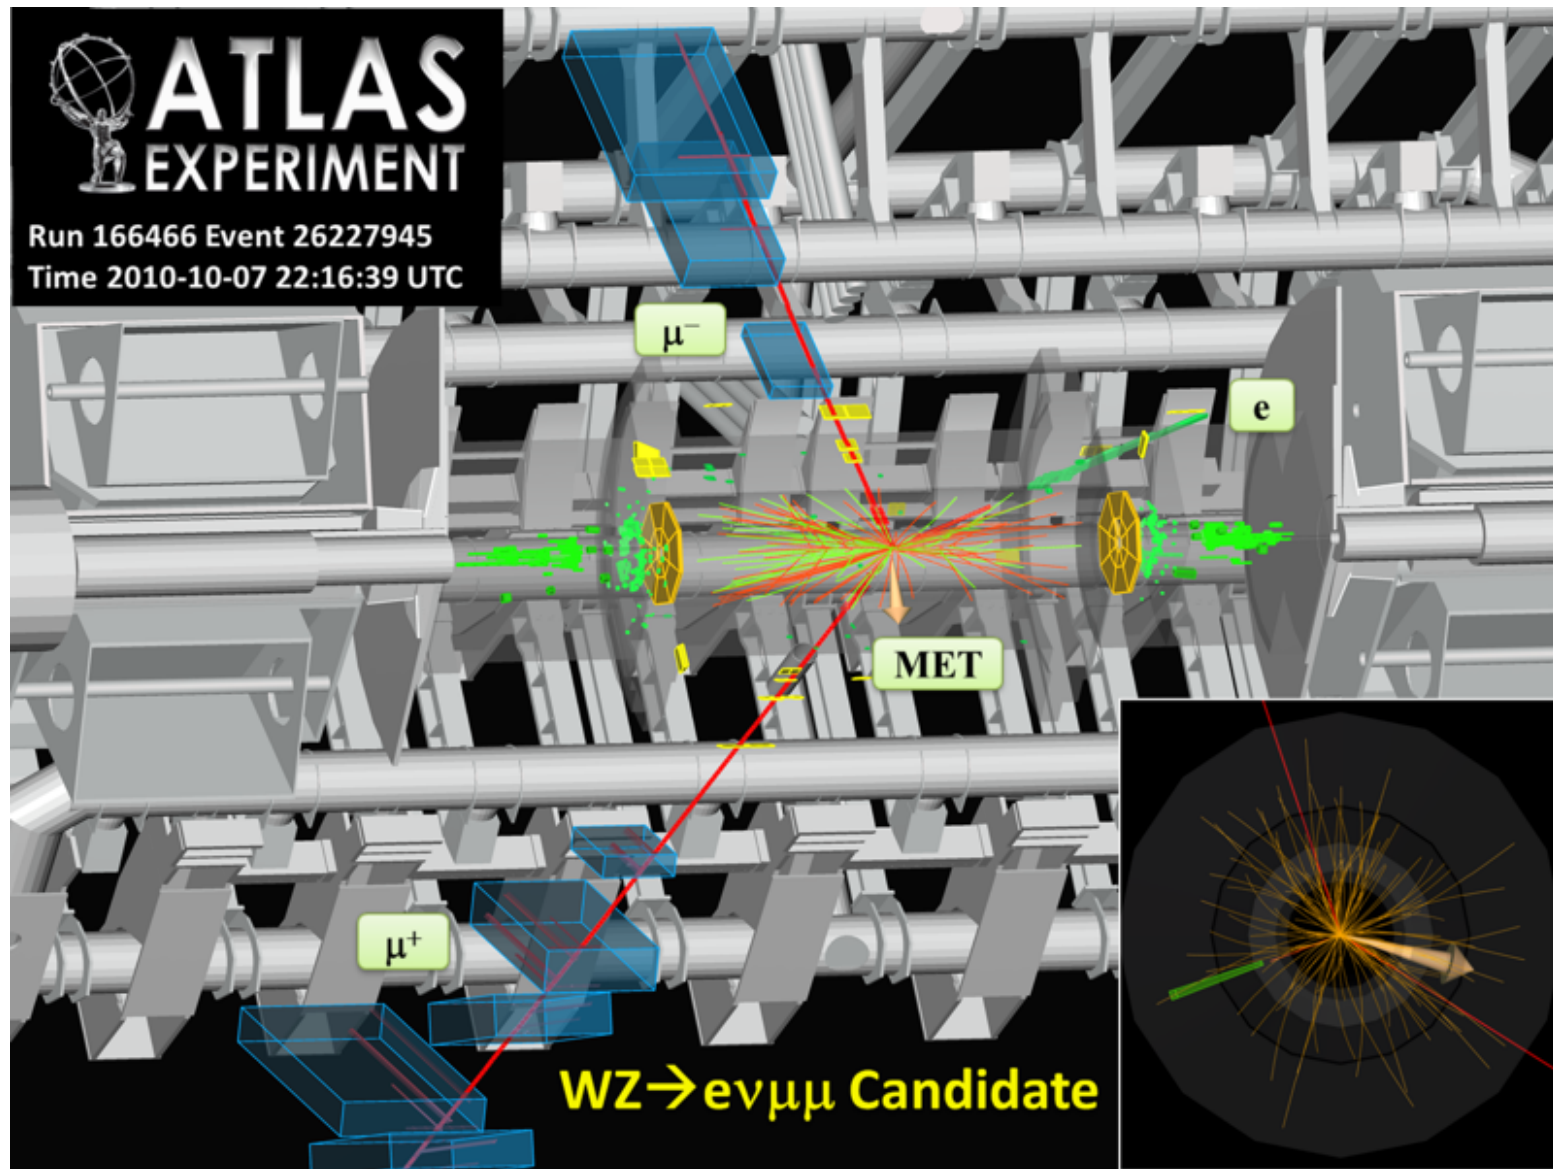 ATLAS
EXPERIMENT
Run 166466 Event 26227945
Time 2010-10-07 22:16:39 UTC
μ⁻
e
MET
μ⁺
WZ→eνμμ Candidate